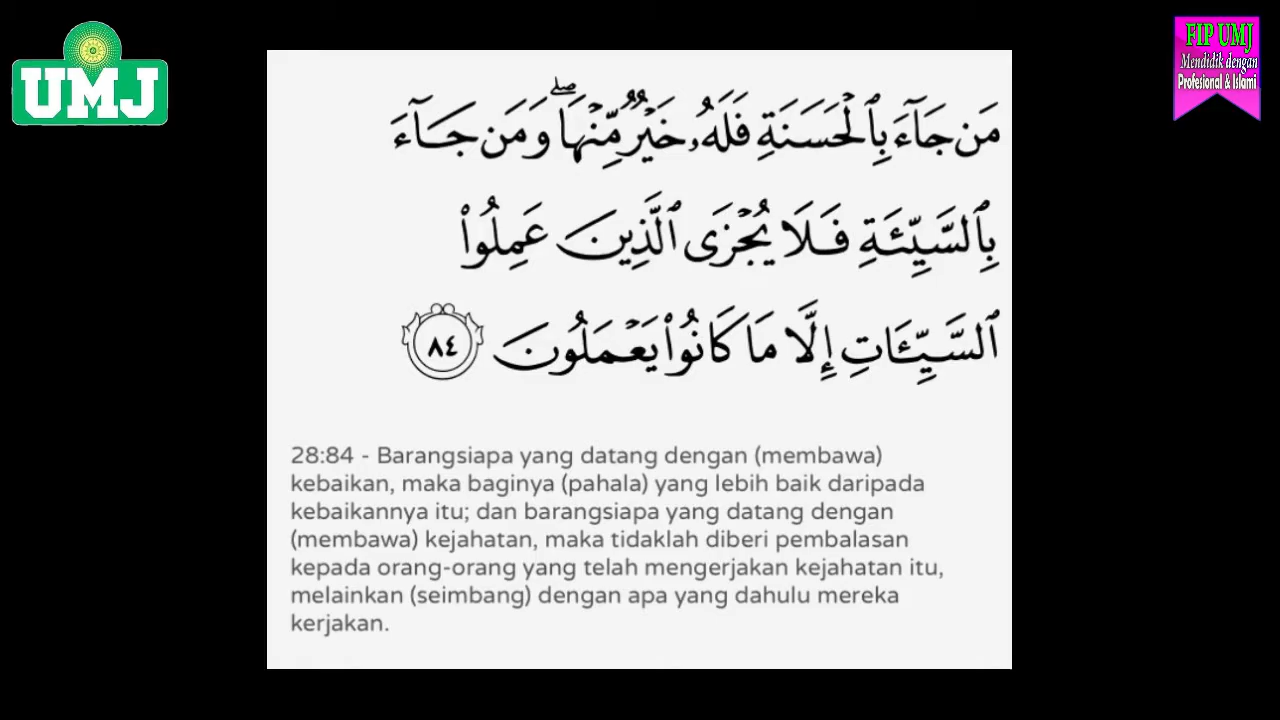 UMJ
FIP UMJ
Mendidik dengan
Profesional & Islami
مَن جَآءَ بِٱلْحَسَنَةِ فَلَهُۥ خَيْرٌ مِّنْهَا ۖ وَمَن جَآءَ
بِٱلسَّيِّئَةِ فَلَا يُجْزَى ٱلَّذِينَ عَمِلُوا۟
ٱلسَّيِّـَٔاتِ إِلَّا مَا كَانُوا۟ يَعْمَلُونَ ٨٤
28:84 - Barangsiapa yang datang dengan (membawa)
kebaikan, maka baginya (pahala) yang lebih baik daripada
kebaikannya itu; dan barangsiapa yang datang dengan
(membawa) kejahatan, maka tidaklah diberi pembalasan
kepada orang-orang yang telah mengerjakan kejahatan itu,
melainkan (seimbang) dengan apa yang dahulu mereka
kerjakan.